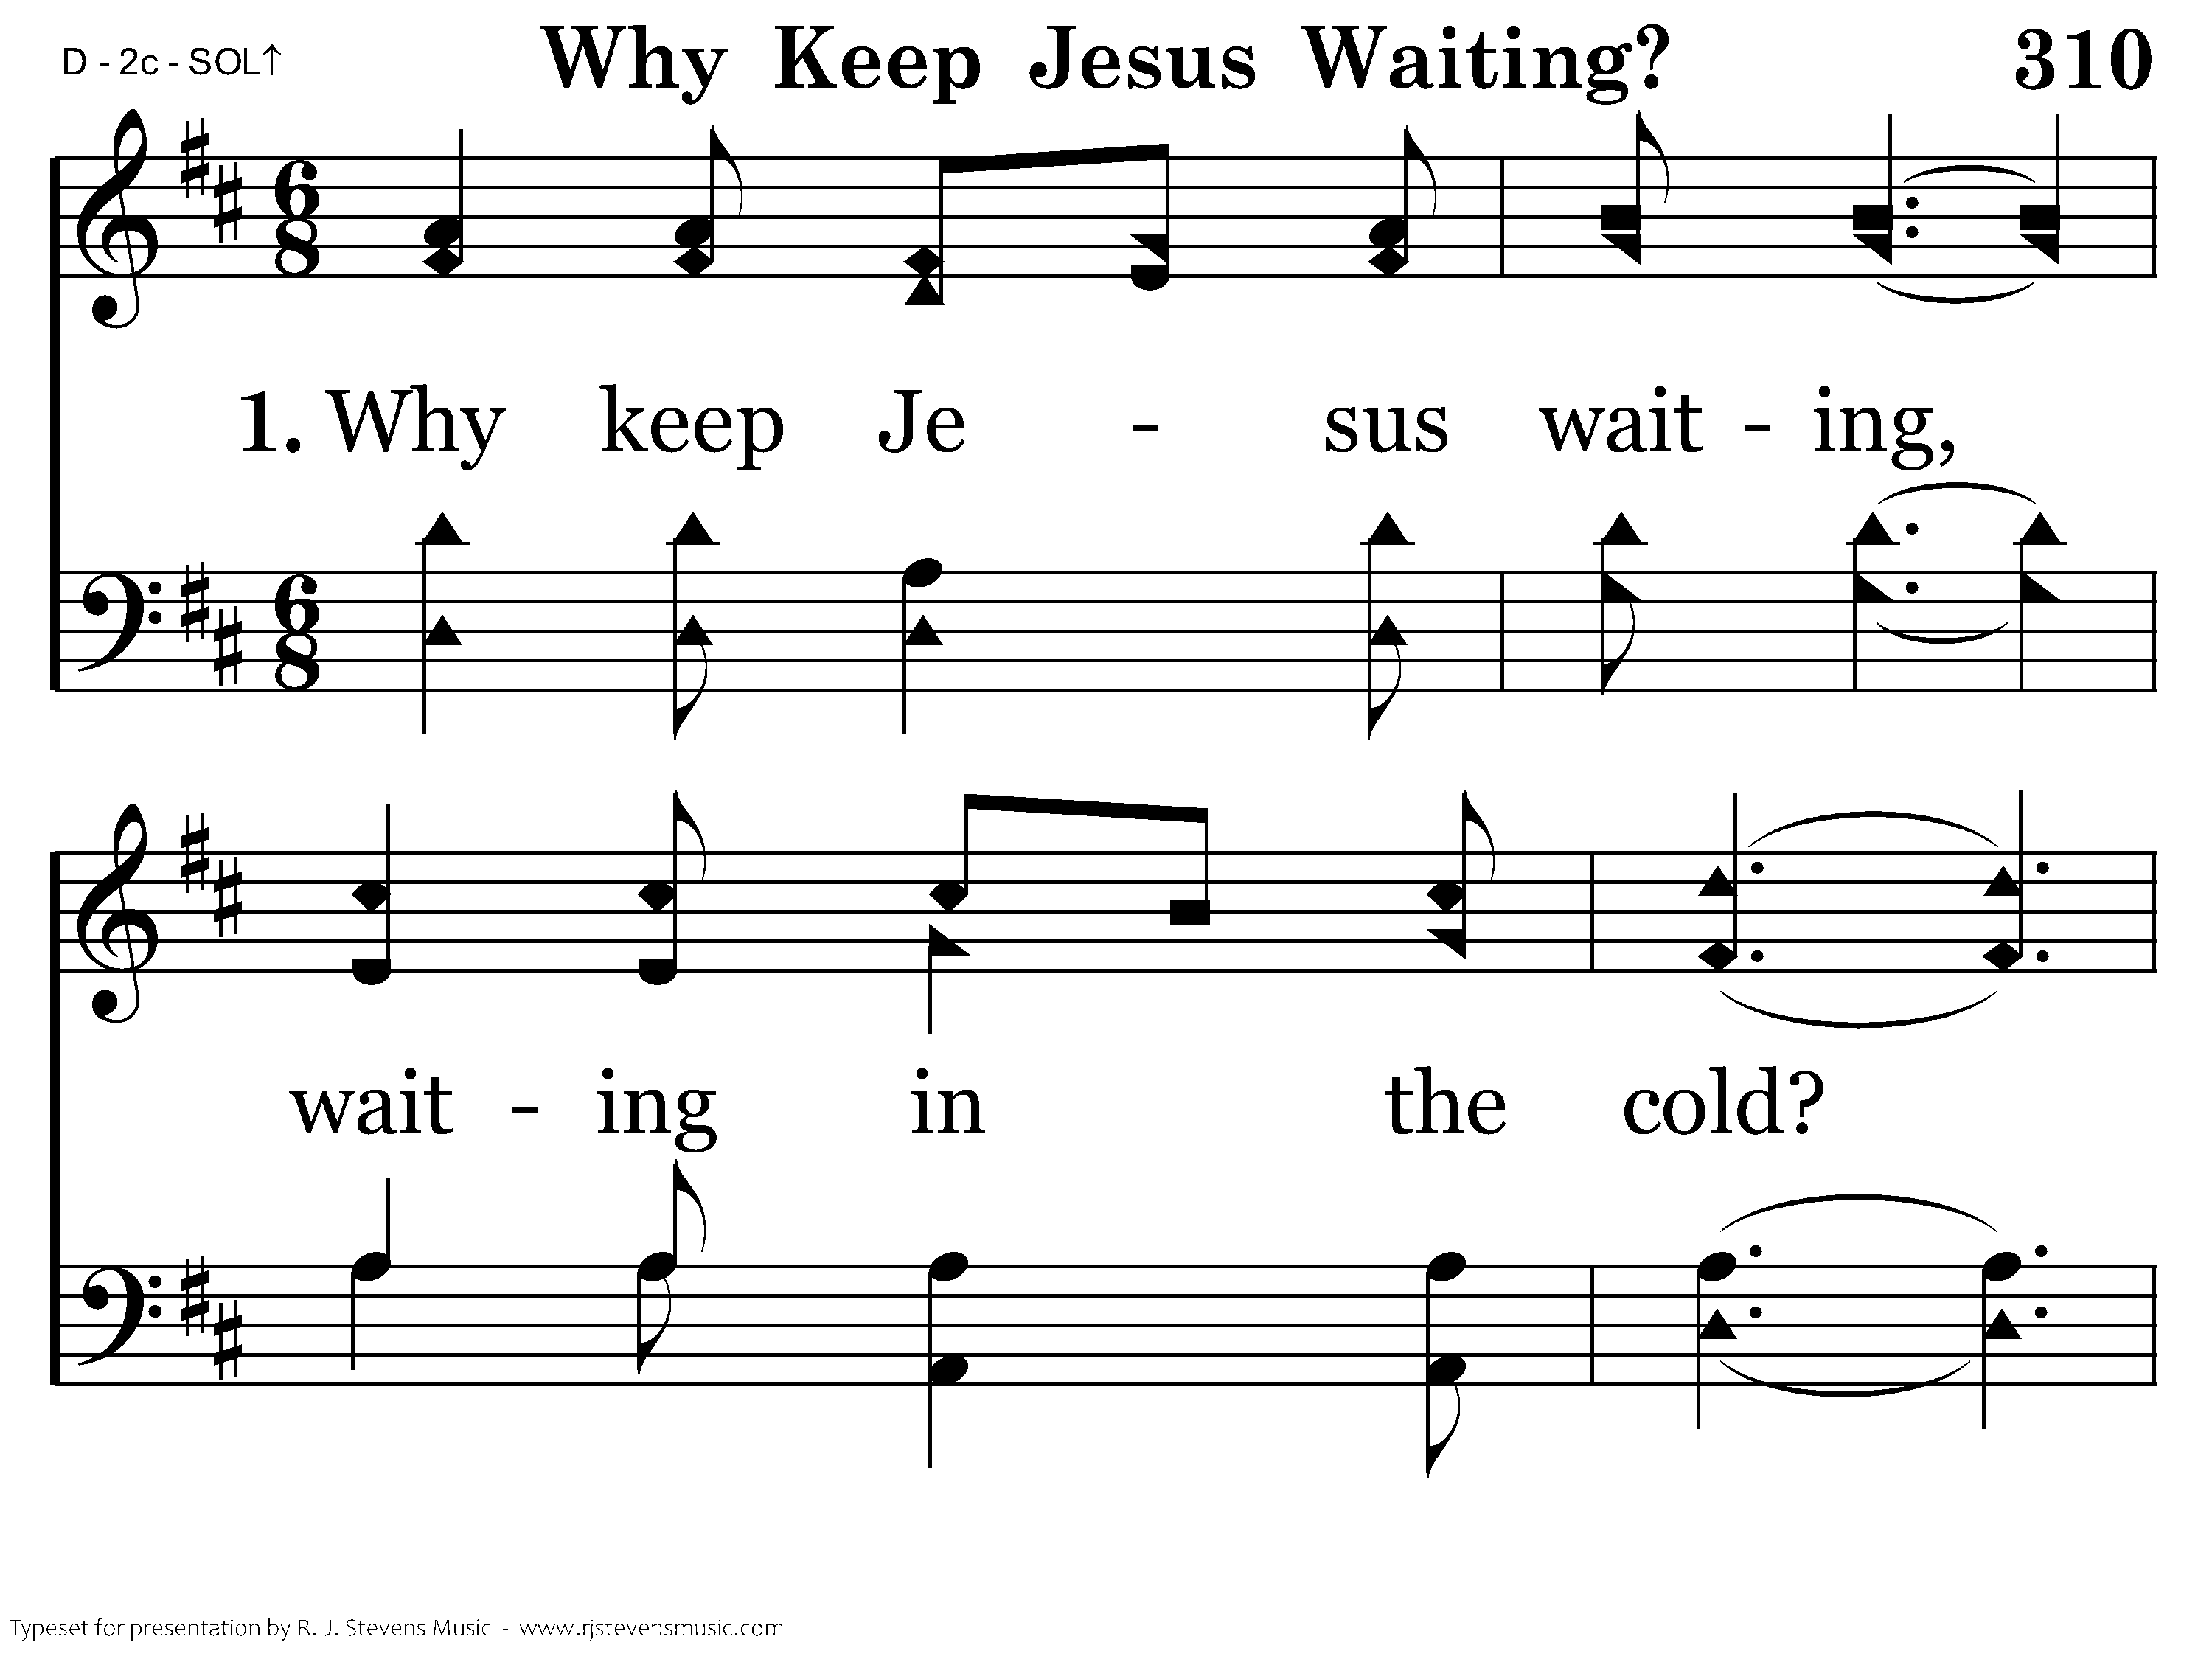 D - 2c - SOL↑ Why Keep Jesus Waiting? 310
1. Why keep Je - sus wait - ing,
wait - ing in the cold?
Typeset for presentation by R. J. Stevens Music - www.rjstevensmusic.com